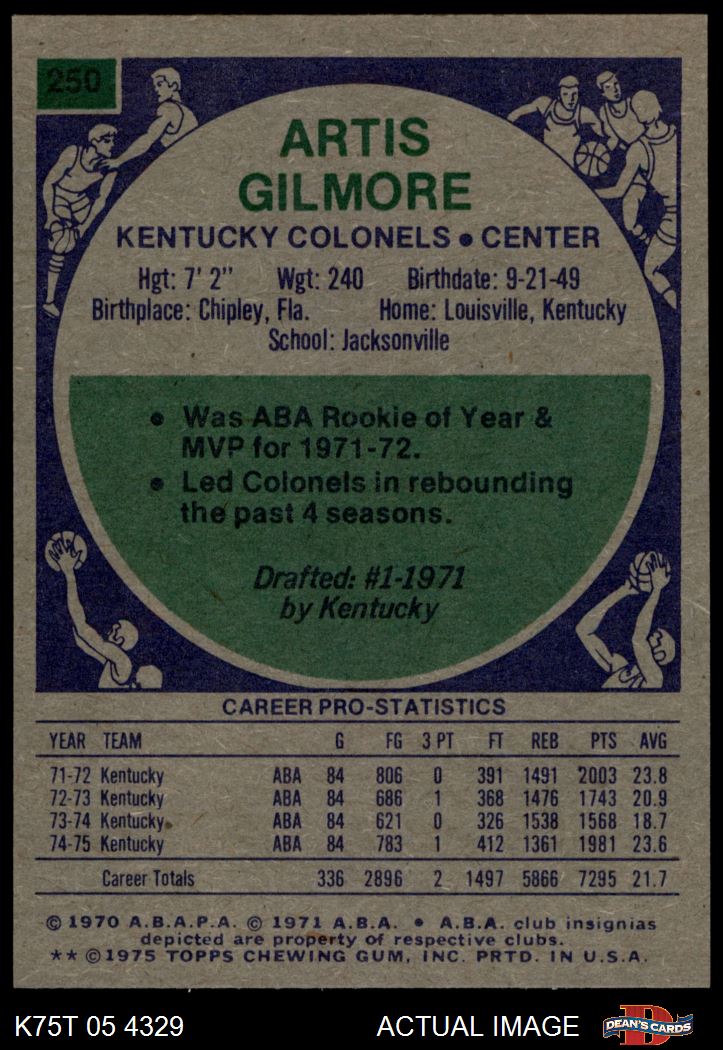 250
ARTIS
GILMORE
KENTUCKY COLONELS • CENTER
Hgt: 7' 2" Wgt: 240 Birthdate: 9-21-49
Birthplace: Chipley, Fla. Home: Louisville, Kentucky
School: Jacksonville
• Was ABA Rookie of Year &
MVP for 1971-72.
• Led Colonels in rebounding
the past 4 seasons.
Drafted: #1-1971
by Kentucky
CAREER PRO-STATISTICS
YEAR TEAM G FG 3 PT FT REB PTS AVG
71-72 Kentucky ABA 84 806 0 391 1491 2003 23.8
72-73 Kentucky ABA 84 686 1 368 1476 1743 20.9
73-74 Kentucky ABA 84 621 0 326 1538 1568 18.7
74-75 Kentucky ABA 84 783 1 412 1361 1981 23.6
Career Totals 336 2896 2 1497 5866 7295 21.7
© 1970 A.B.A.P.A. © 1971 A.B.A. • A.B.A. club insignias
depicted are property of respective clubs.
** © 1975 TOPPS CHEWING GUM, INC. PRTD. IN U.S.A.
K75T 05 4329 ACTUAL IMAGE D DEAN'S CARDS